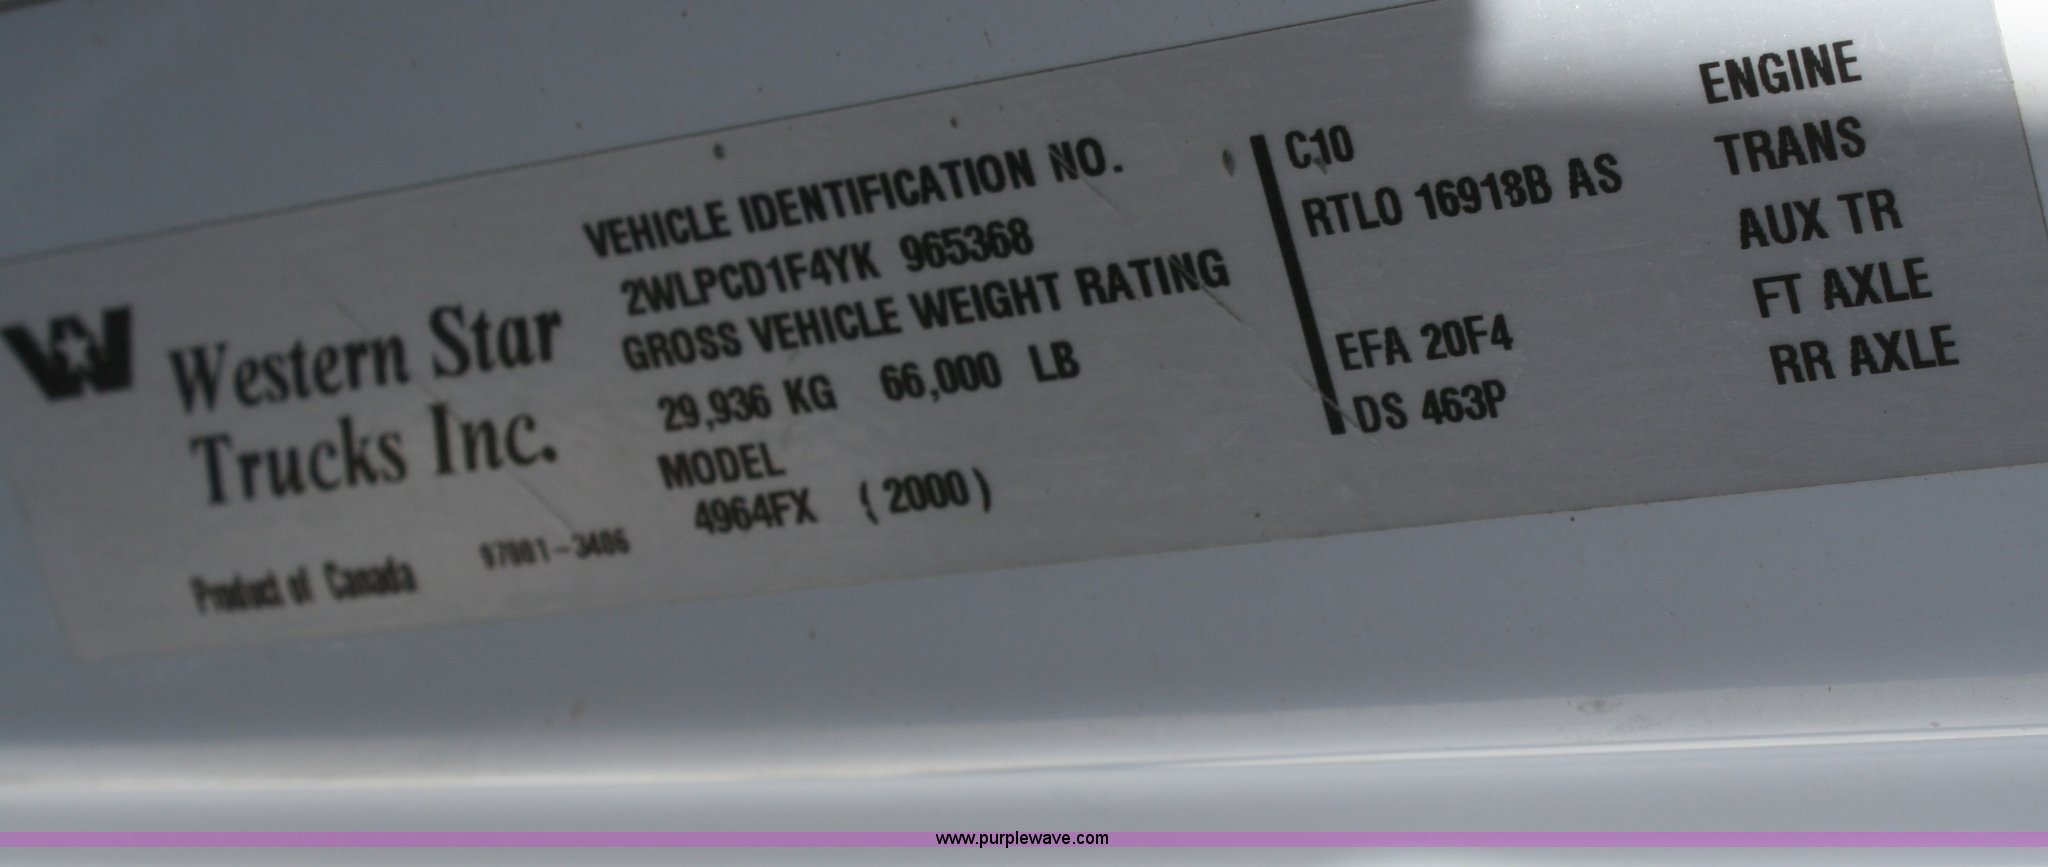 Western Star
Trucks Inc.
Product of Canada 97001-3406
VEHICLE IDENTIFICATION NO.
2WLPCD1F4YK 965368
GROSS VEHICLE WEIGHT RATING
29,936 KG 66,000 LB
MODEL
4964FX (2000)
C10 ENGINE
RTLO 16918B AS TRANS
AUX TR
EFA 20F4 FT AXLE
DS 463P RR AXLE
www.purplewave.com